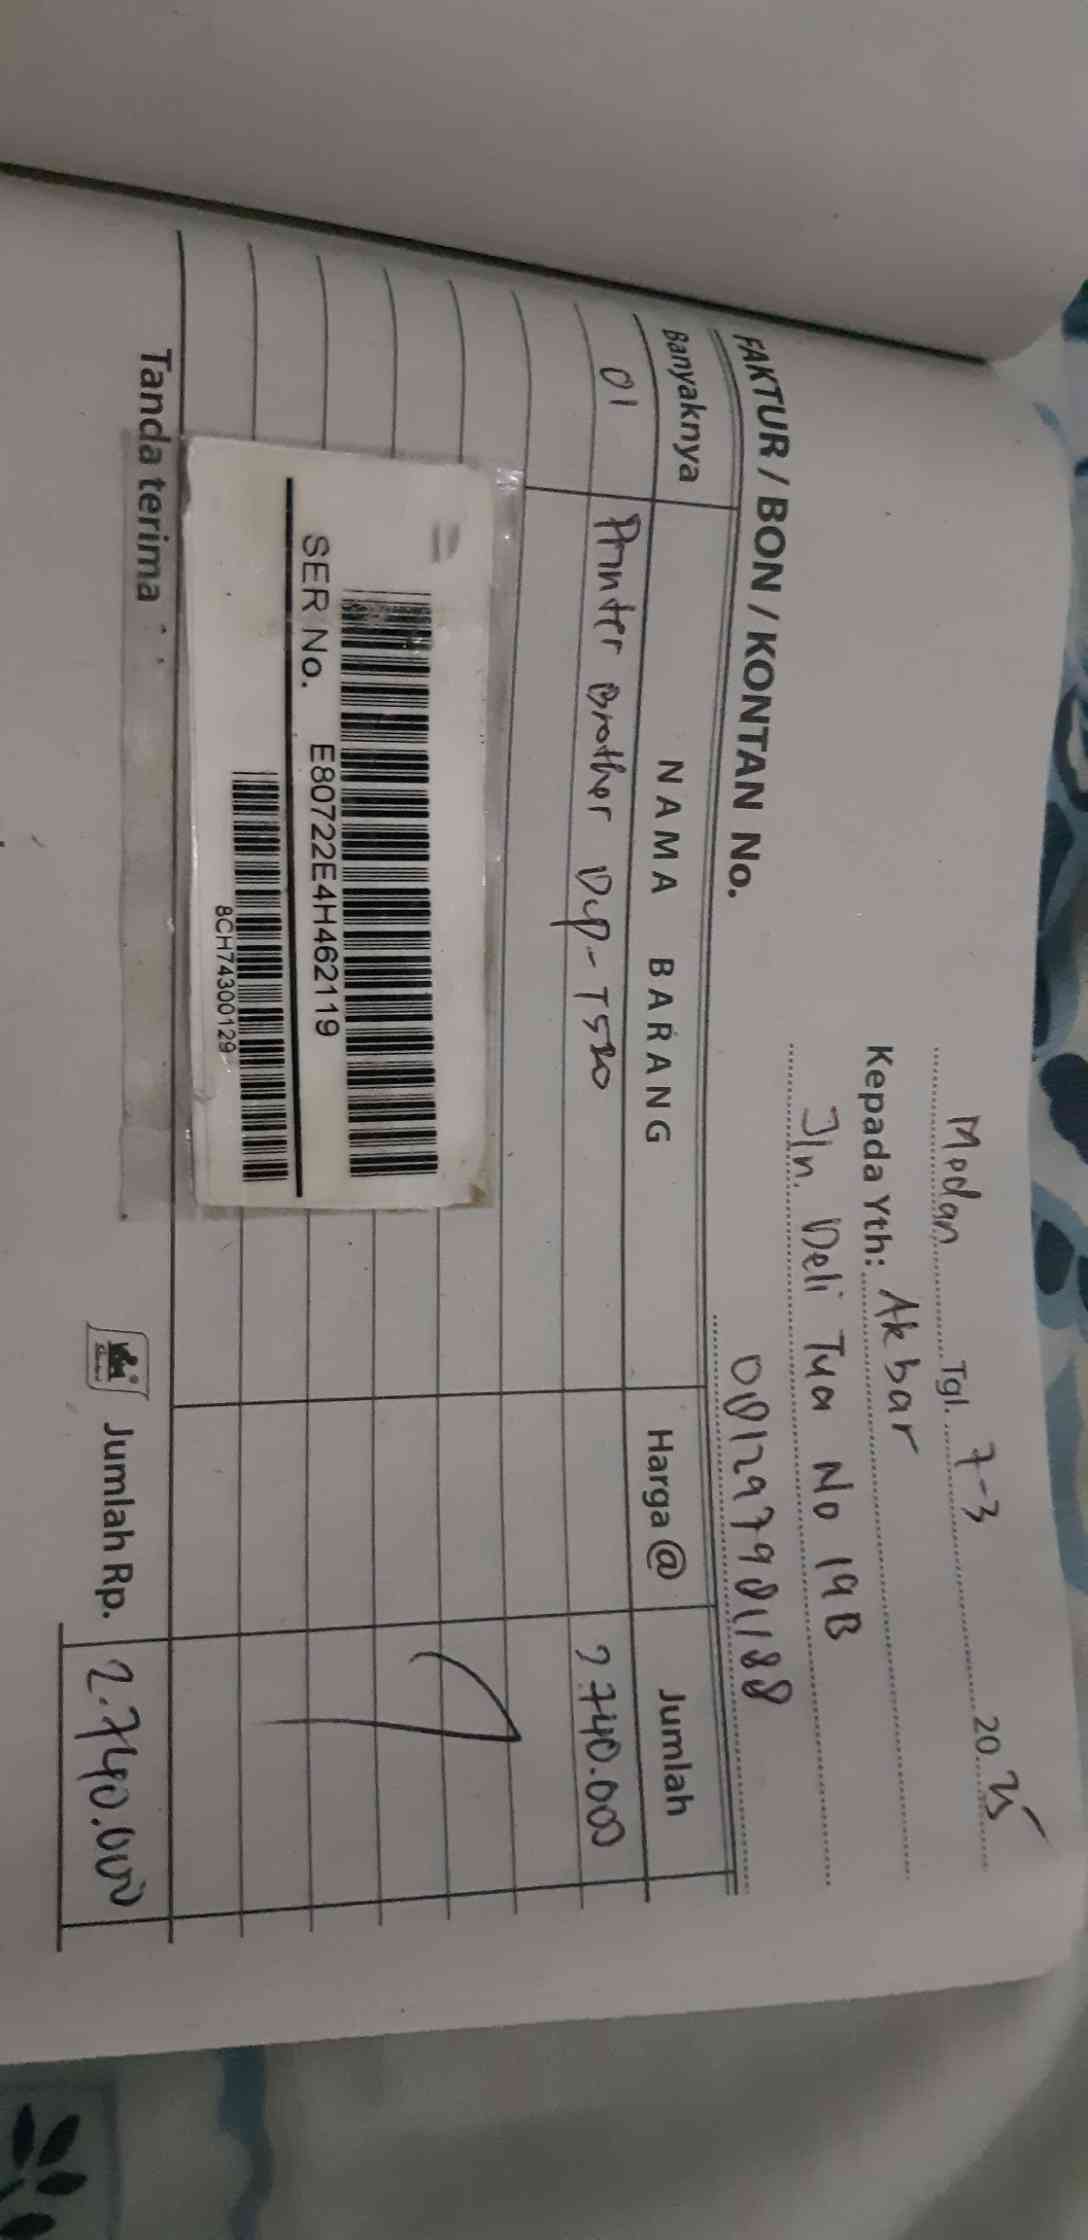 Medan Tgl. 7-3 20 25
Kepada Yth: Akbar
Jln. Deli Tua No 19B
081297981188
FAKTUR / BON / KONTAN No.
Banyaknya NAMA BARANG Harga @ Jumlah
01 Printer Brother Dcp-T520 2.740.000
SER No. E80722E4H462119
8CH74300129
Tanda terima Jumlah Rp. 2.740.000